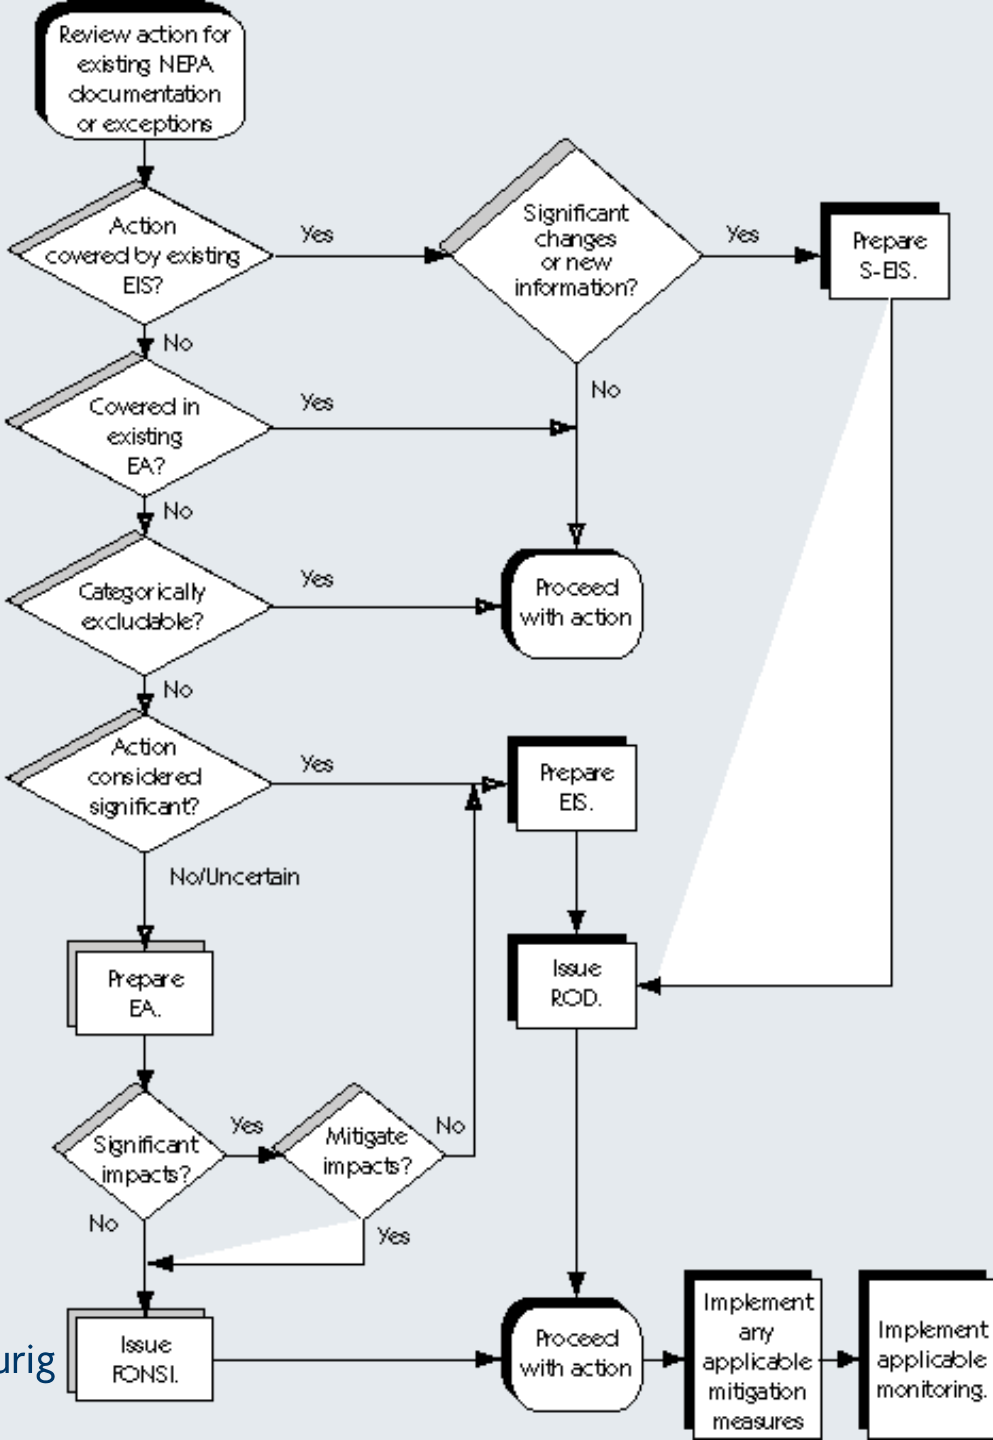 Review action for
existing NEPA
documentation
or exceptions
Action
covered by existing
EIS?
Yes
Significant
changes
or new
information?
Yes
Prepare
S-EIS.
No
No
Covered in
existing
EA?
Yes
No
Categorically
excludable?
Yes
Proceed
with action
No
Action
considered
significant?
Yes
Prepare
EIS.
No/Uncertain
Prepare
EA.
Issue
ROD.
Significant
impacts?
Yes
Mitigate
impacts?
No
No
Yes
urig
Issue
FONSI.
Proceed
with action
Implement
any
applicable
mitigation
measures
Implement
applicable
monitoring.